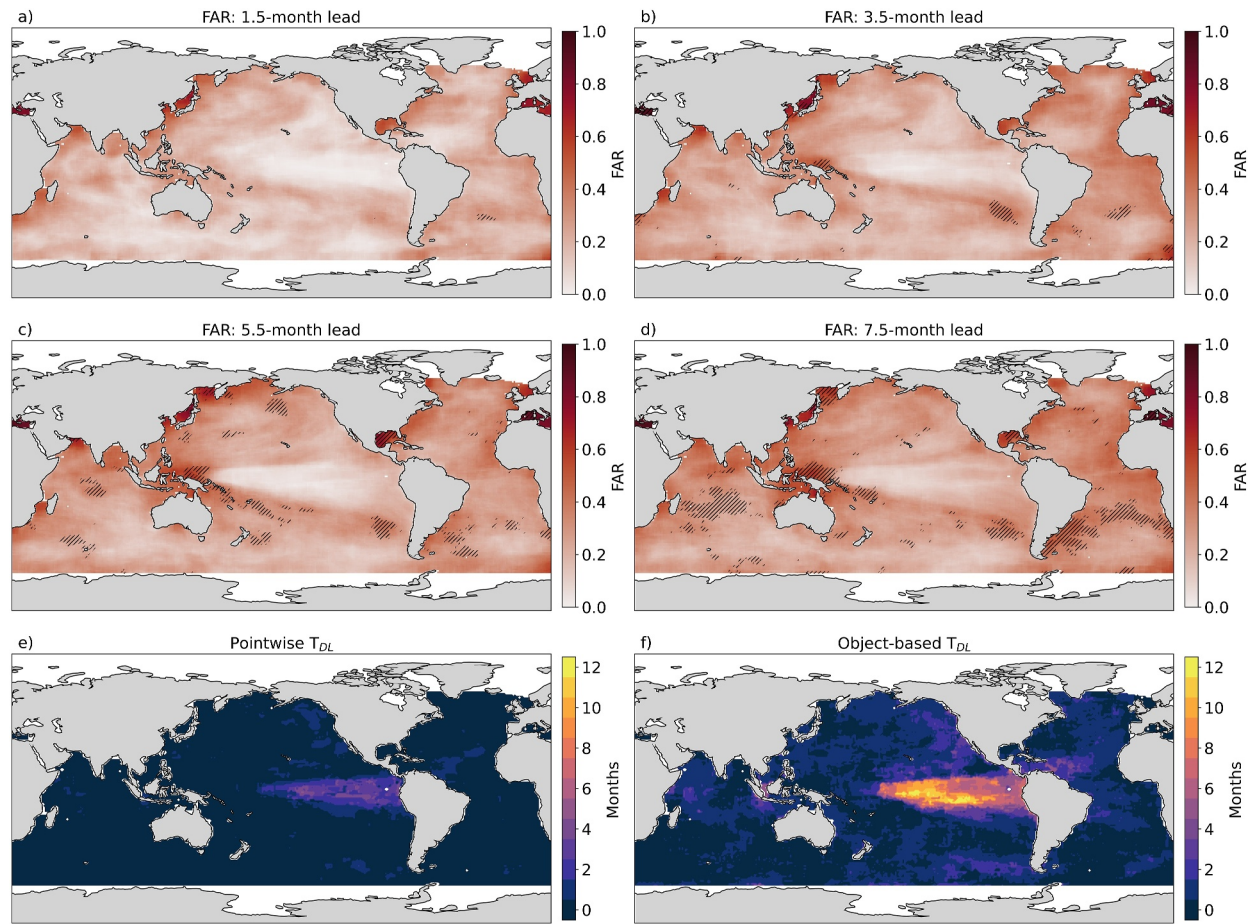 a)
FAR: 1.5-month lead
1.0
0.8
0.6
0.4
0.2
0.0
FAR
b)
FAR: 3.5-month lead
1.0
0.8
0.6
0.4
0.2
0.0
FAR
c)
FAR: 5.5-month lead
1.0
0.8
0.6
0.4
0.2
0.0
FAR
d)
FAR: 7.5-month lead
1.0
0.8
0.6
0.4
0.2
0.0
FAR
e)
Pointwise T_DL
12
10
8
6
4
2
0
Months
f)
Object-based T_DL
12
10
8
6
4
2
0
Months